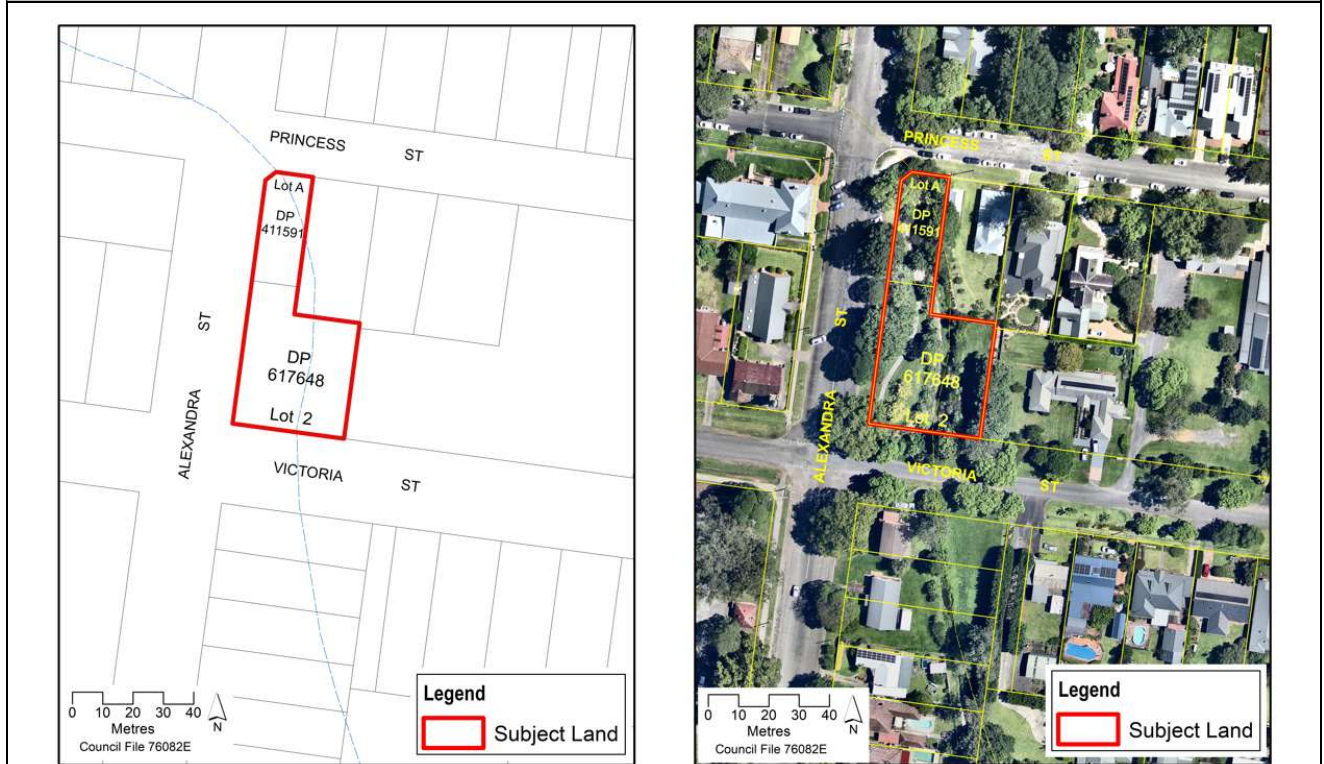 PRINCESS ST
Lot A
DP
411591
ST
DP
617648
Lot 2
ALEXANDRA
VICTORIA ST
0 10 20 30 40
Metres
Council File 76082E
N
Legend
Subject Land
PRINCESS ST
Lot A
DP
411591
ST
DP
617648
Lot 2
ALEXANDRA
VICTORIA ST
0 10 20 30 40
Metres
Council File 76082E
N
Legend
Subject Land